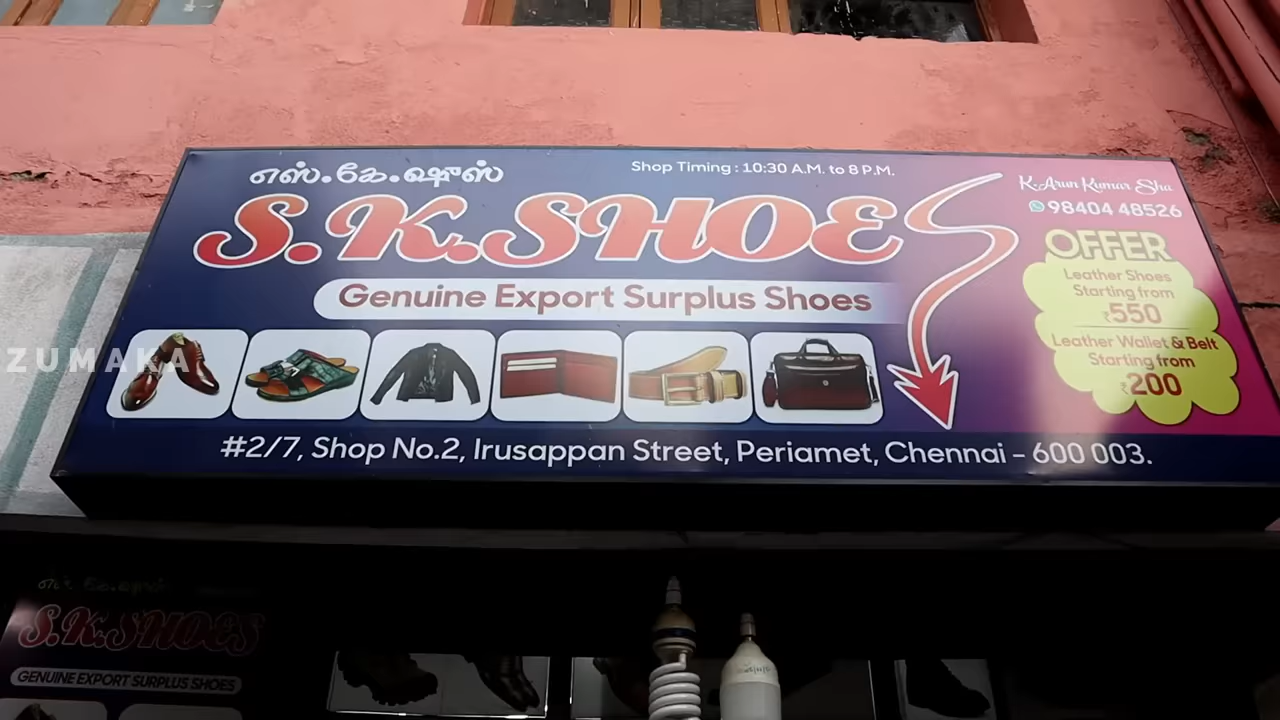 எஸ்.கே.ஷூஸ்
Shop Timing : 10:30 A.M. to 8 P.M.
S.K.SHOES
Genuine Export Surplus Shoes
K.Arun Kumar Sha
98404 48526
OFFER
Leather Shoes
Starting from
₹550
Leather Wallet & Belt
Starting from
₹200
#2/7, Shop No.2, Irusappan Street, Periamet, Chennai - 600 003.
ZUMAKA
S.K.SHOES
GENUINE EXPORT SURPLUS SHOES